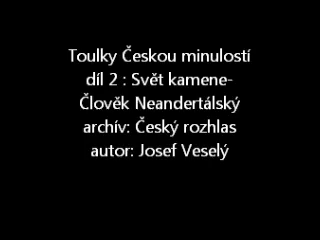 Toulky Českou minulostí
díl 2 : Svět kamene-
Člověk Neandertálský
archív: Český rozhlas
autor: Josef Veselý